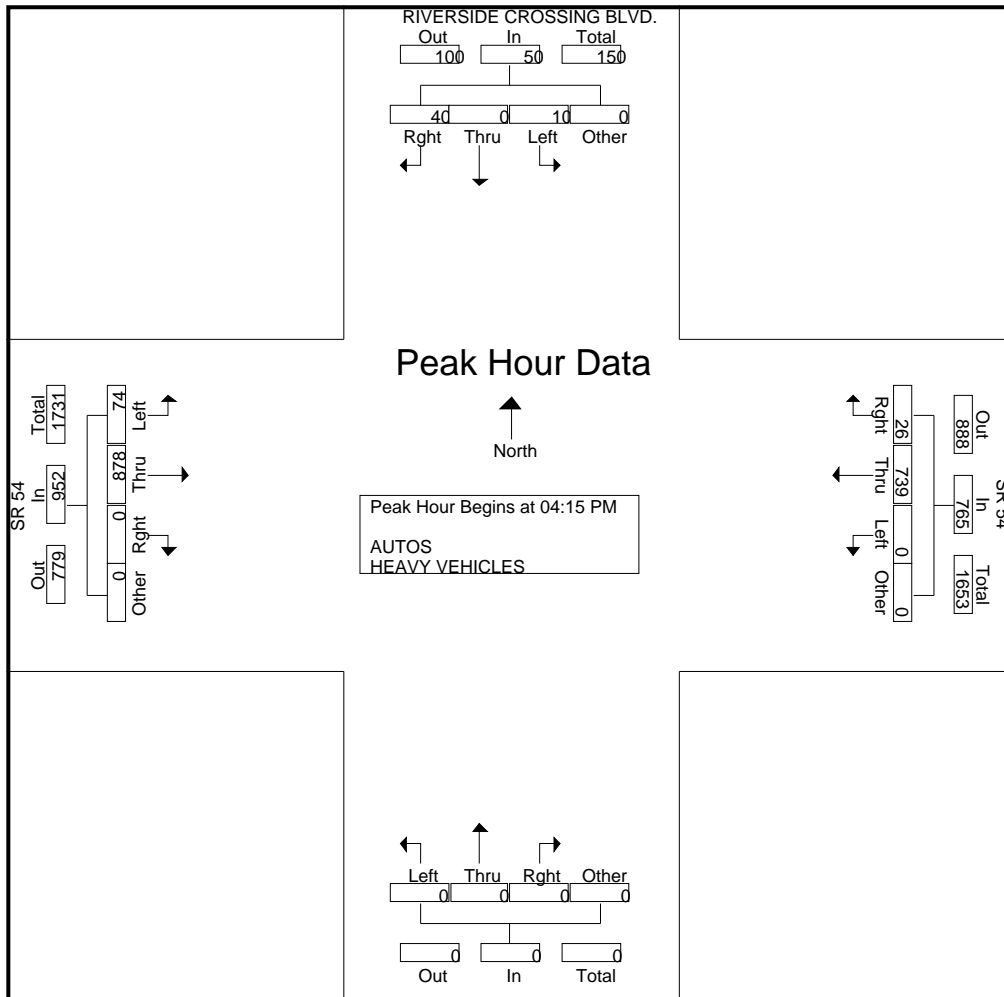 RIVERSIDE CROSSING BLVD.
Out In Total
100 50 150
40 0 10 0
Rght Thru Left Other
Peak Hour Data
North
Peak Hour Begins at 04:15 PM
AUTOS
HEAVY VEHICLES
SR 54
Total In Out
1731 952 779
74 878 0 0
Left Thru Rght Other
Rght Thru Left Other
26 739 0 0
Out In Total
888 765 1653
SR 54
Left Thru Rght Other
0 0 0 0
0 0 0
Out In Total